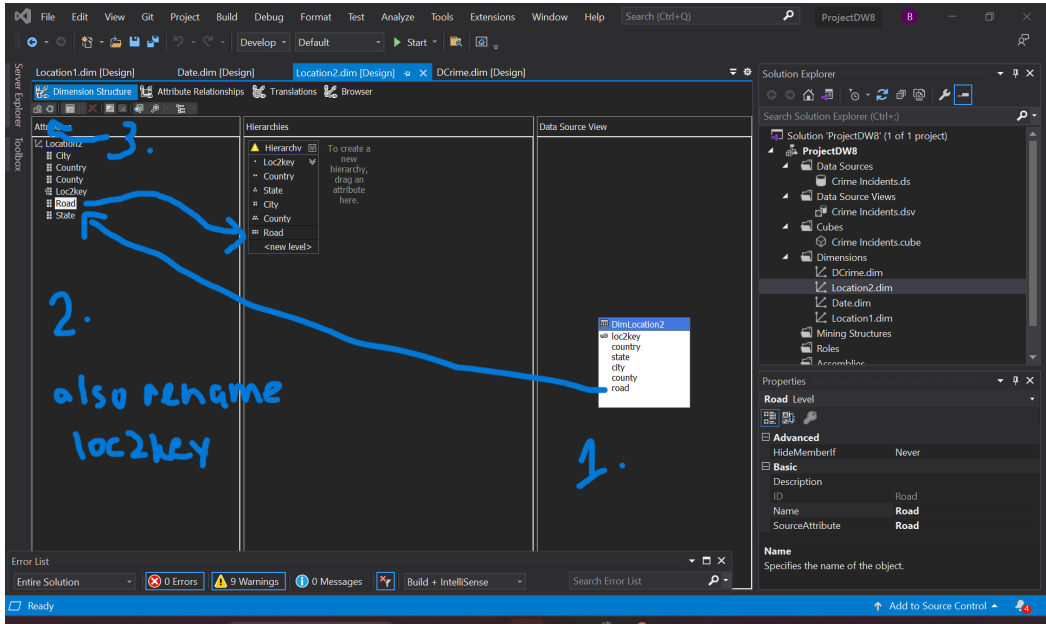 File Edit View Git Project Build Debug Format Test Analyze Tools Extensions Window Help Search (Ctrl+Q) ProjectDW8 B
Develop Default Start
Location1.dim [Design] Date.dim [Design] Location2.dim [Design] DCrime.dim [Design]
Dimension Structure Attribute Relationships Translations Browser
Server Explorer
Toolbox
Hierarchies
Data Source View
3.
Location2
City
Country
County
Loc2key
Road
State
Hierarchy
Loc2key
Country
State
City
County
Road
<new level>
To create a
new
hierarchy,
drag an
attribute
here.
DimLocation2
loc2key
country
state
city
county
road
2.
also rename
loc2key
1.
Solution Explorer
Search Solution Explorer (Ctrl+;)
Solution 'ProjectDW8' (1 of 1 project)
ProjectDW8
Data Sources
Crime Incidents.ds
Data Source Views
Crime Incidents.dsv
Cubes
Crime Incidents.cube
Dimensions
DCrime.dim
Location2.dim
Date.dim
Location1.dim
Mining Structures
Roles
Assemblies
Properties
Road Level
Advanced
HideMemberIf Never
Basic
Description
ID Road
Name Road
SourceAttribute Road
Name
Specifies the name of the object.
Error List
Entire Solution 0 Errors 9 Warnings 0 Messages Build + IntelliSense Search Error List
Ready Add to Source Control 4